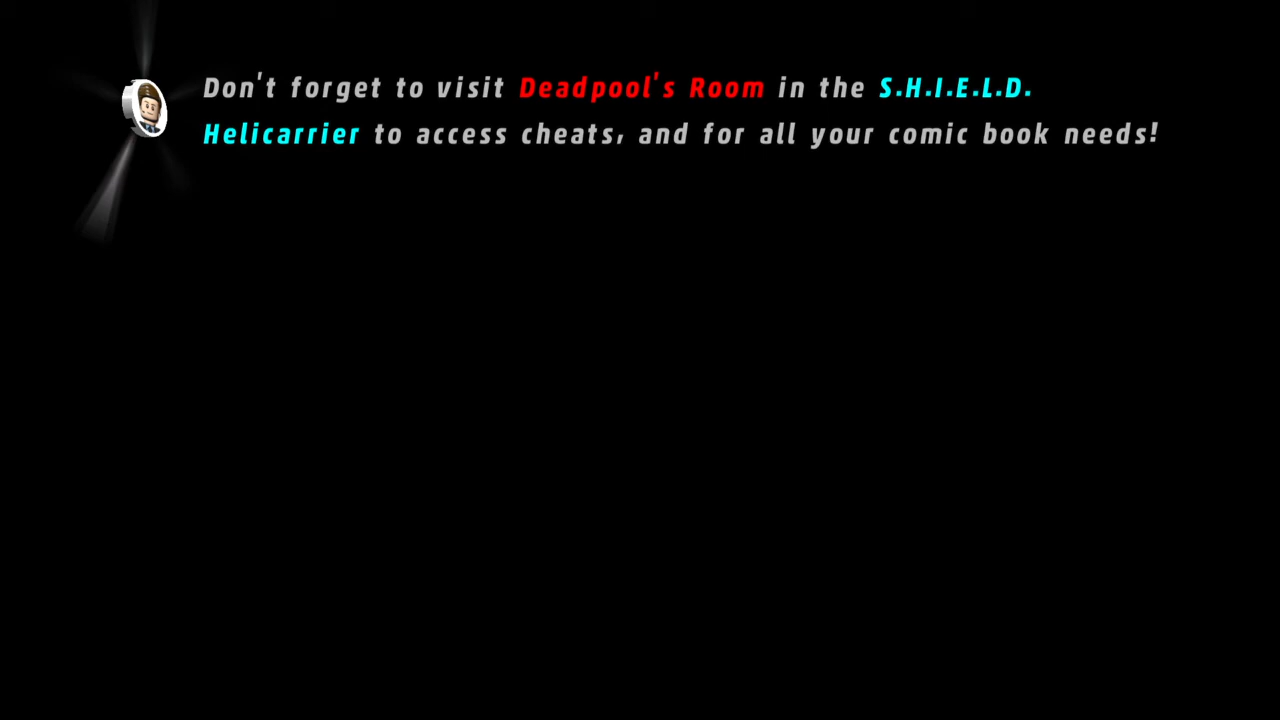 Don't forget to visit Deadpool's Room in the S.H.I.E.L.D.
Helicarrier to access cheats, and for all your comic book needs!